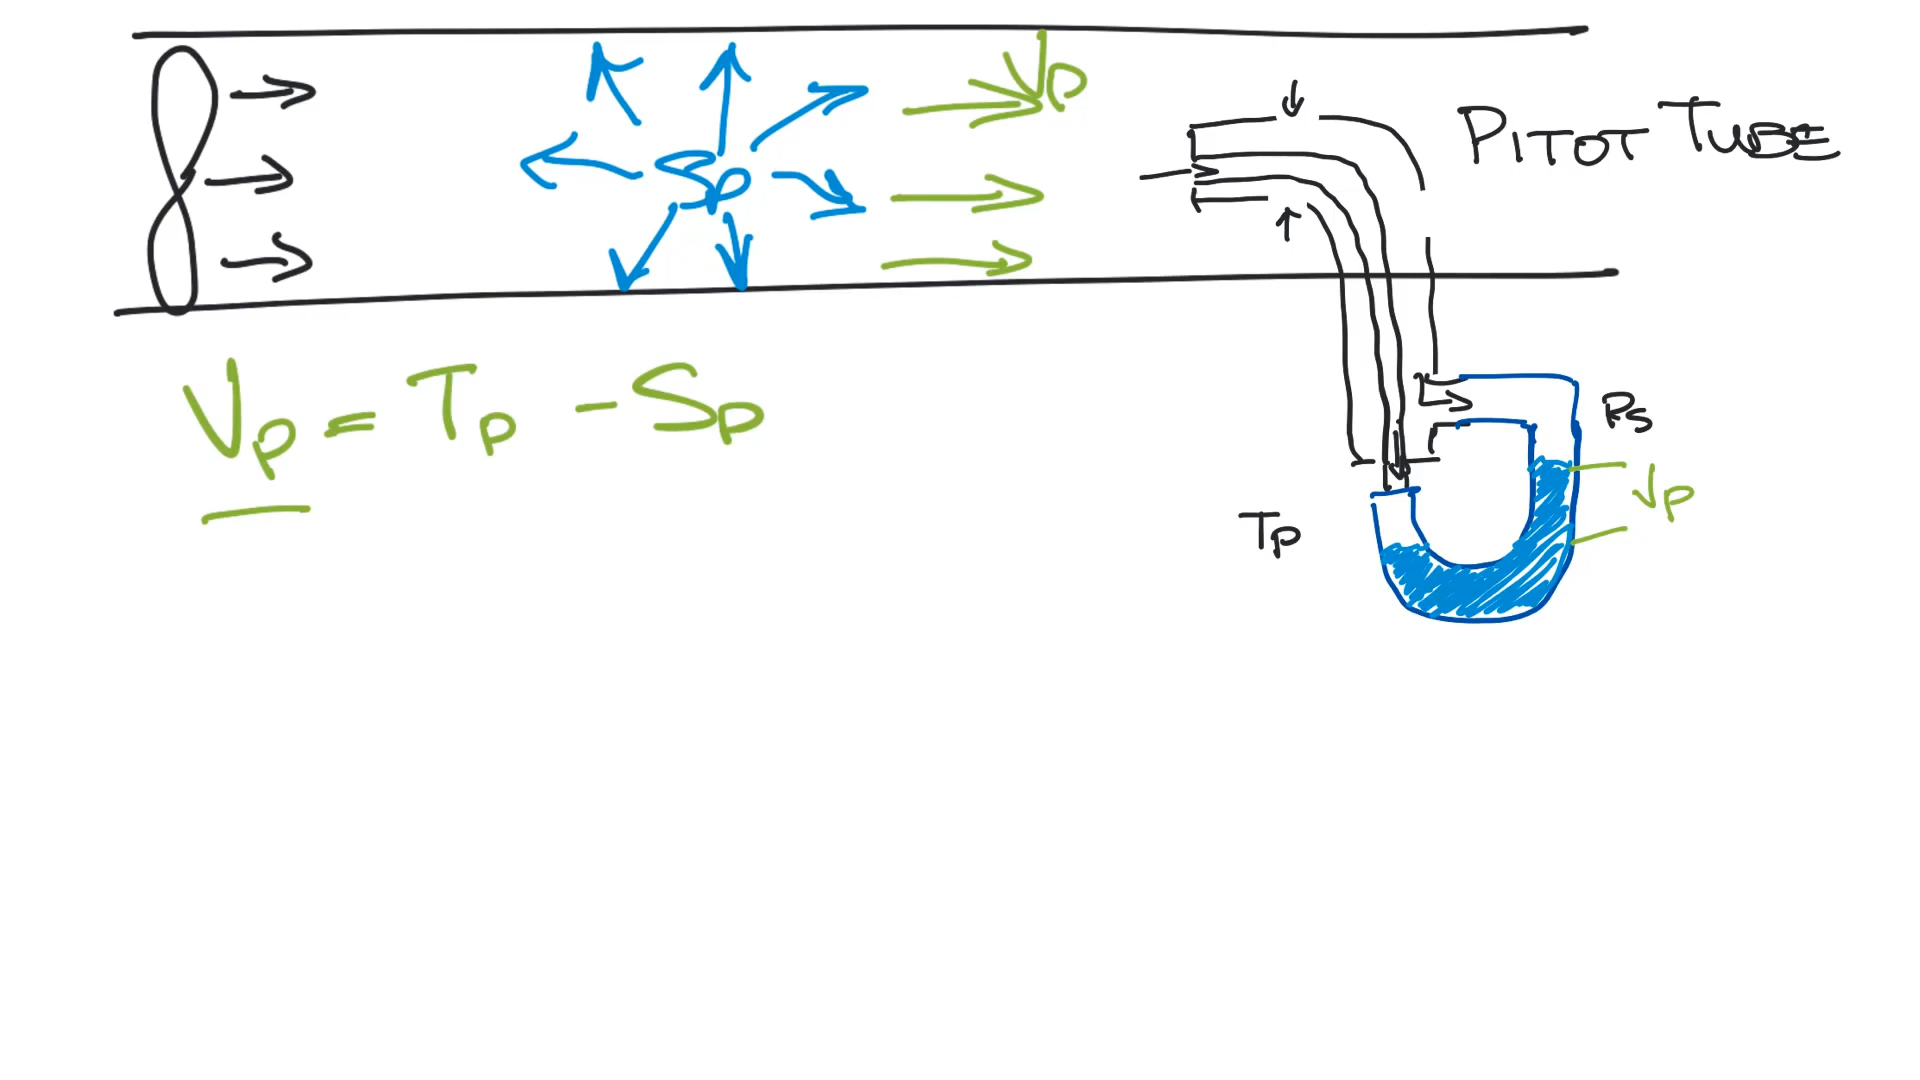 Vp
Sp
PITOT TUBE
Vp = Tp - Sp
Ps
Vp
Tp